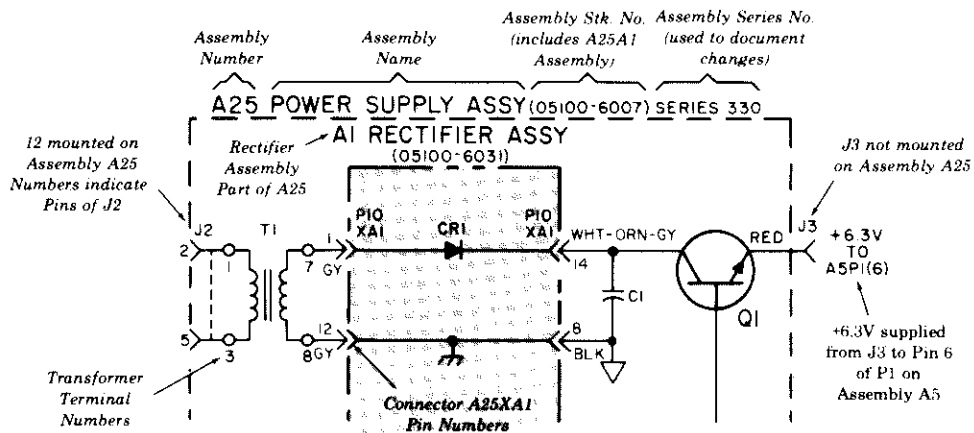 Assembly Number
Assembly Name
Assembly Stk. No. (includes A25A1 Assembly)
Assembly Series No. (used to document changes)
A25 POWER SUPPLY ASSY (05100-6007) SERIES 330
A1 RECTIFIER ASSY
(05100-6031)
12 mounted on Assembly A25
Numbers indicate Pins of J2
Rectifier Assembly Part of A25
J3 not mounted on Assembly A25
J2
T1
2
1
5
3
7
1
GY
12
8
GY
P10
XA1
CR1
P10
XA1
14
WHT-ORN-GY
C1
8
BLK
Q1
RED
J3
+6.3V
TO
A5P1(6)
+6.3V supplied
from J3 to Pin 6
of P1 on
Assembly A5
Transformer
Terminal
Numbers
Connector A25XA1
Pin Numbers